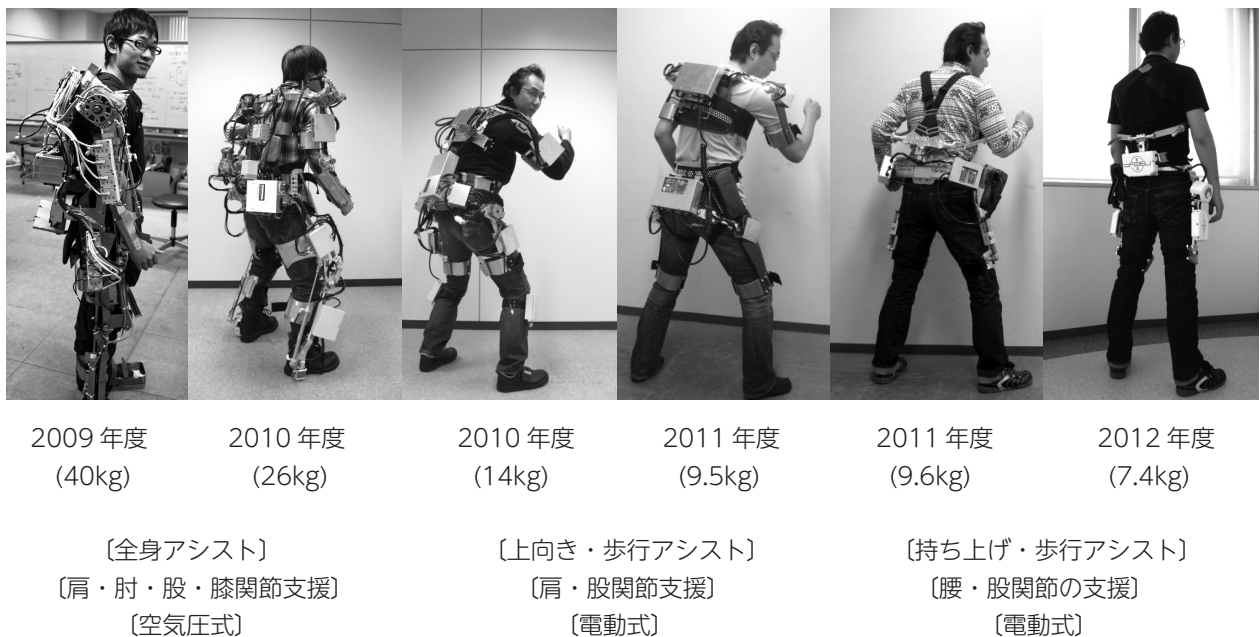 2009 年度
(40kg)
2010 年度
(26kg)
2010 年度
(14kg)
2011 年度
(9.5kg)
2011 年度
(9.6kg)
2012 年度
(7.4kg)
〔全身アシスト〕
〔肩・肘・股・膝関節支援〕
〔空気圧式〕
〔上向き・歩行アシスト〕
〔肩・股関節支援〕
〔電動式〕
〔持ち上げ・歩行アシスト〕
〔腰・股関節の支援〕
〔電動式〕